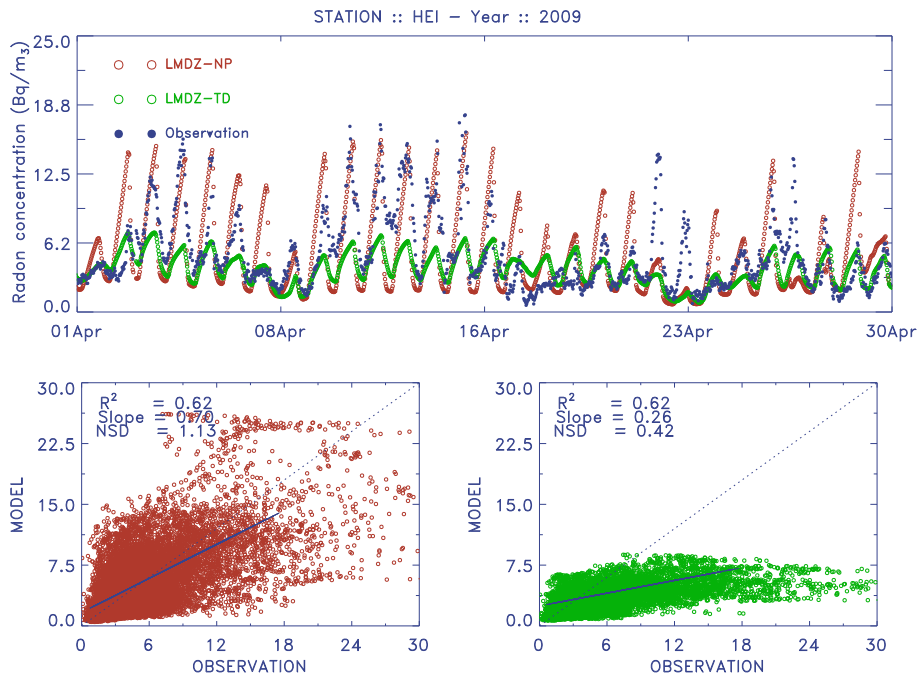 STATION :: HEI – Year :: 2009
Radon concentration (Bq/m3)
25.0
18.8
12.5
6.2
0.0
LMDZ–NP
LMDZ–TD
Observation
01Apr 08Apr 16Apr 23Apr 30Apr
R² = 0.62
Slope = 0.70
NSD = 1.13
MODEL
30.0
22.5
15.0
7.5
0.0
0 6 12 18 24 30
OBSERVATION
R² = 0.62
Slope = 0.26
NSD = 0.42
MODEL
30.0
22.5
15.0
7.5
0.0
0 6 12 18 24 30
OBSERVATION